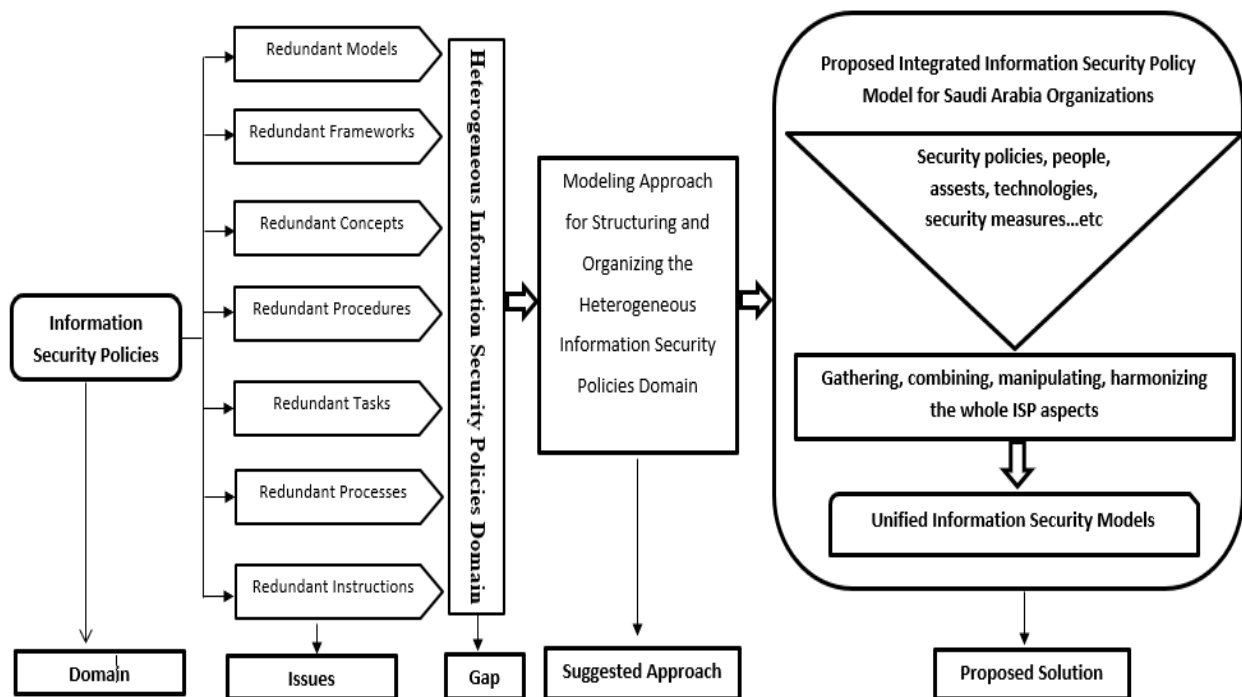 Information
Security Policies
Redundant Models
Redundant Frameworks
Redundant Concepts
Redundant Procedures
Redundant Tasks
Redundant Processes
Redundant Instructions
Heterogeneous Information Security Policies Domain
Modeling Approach
for Structuring and
Organizing the
Heterogeneous
Information Security
Policies Domain
Proposed Integrated Information Security Policy
Model for Saudi Arabia Organizations
Security policies, people,
assests, technologies,
security measures...etc
Gathering, combining, manipulating, harmonizing
the whole ISP aspects
Unified Information Security Models
Domain
Issues
Gap
Suggested Approach
Proposed Solution